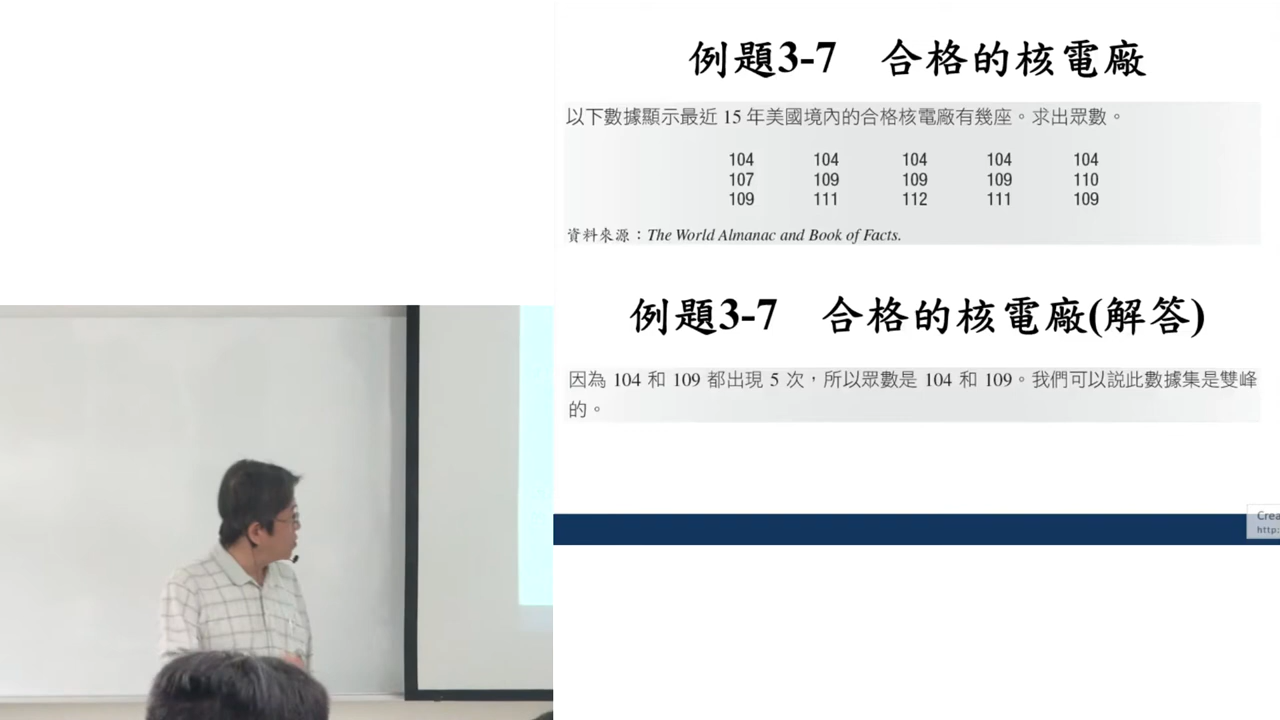 例題3-7 合格的核電廠
以下數據顯示最近 15 年美國境內的合格核電廠有幾座。求出眾數。
104 104 104 104 104
107 109 109 109 110
109 111 112 111 109
資料來源：The World Almanac and Book of Facts.
例題3-7 合格的核電廠(解答)
因為 104 和 109 都出現 5 次，所以眾數是 104 和 109。我們可以説此數據集是雙峰
的。
Crea
http: